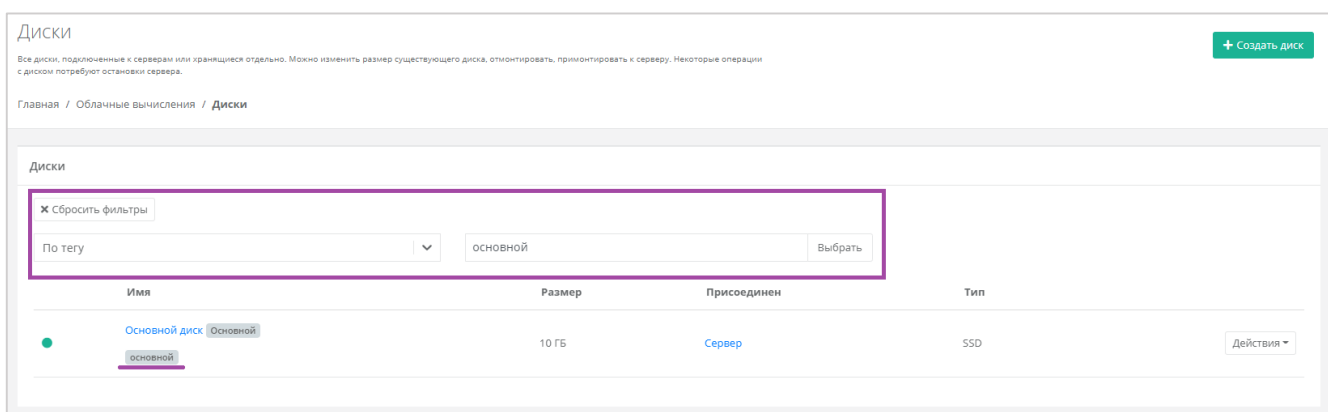 Диски
+ Создать диск
Все диски, подключенные к серверам или хранящиеся отдельно. Можно изменить размер существующего диска, отмонтировать, примонтировать к серверу. Некоторые операции
с диском потребуют остановки сервера.
Главная / Облачные вычисления / Диски
Диски
× Сбросить фильтры
По тегу
основной
Выбрать
Имя Размер Присоединен Тип
Основной диск Основной
10 ГБ Сервер SSD Действия
основной